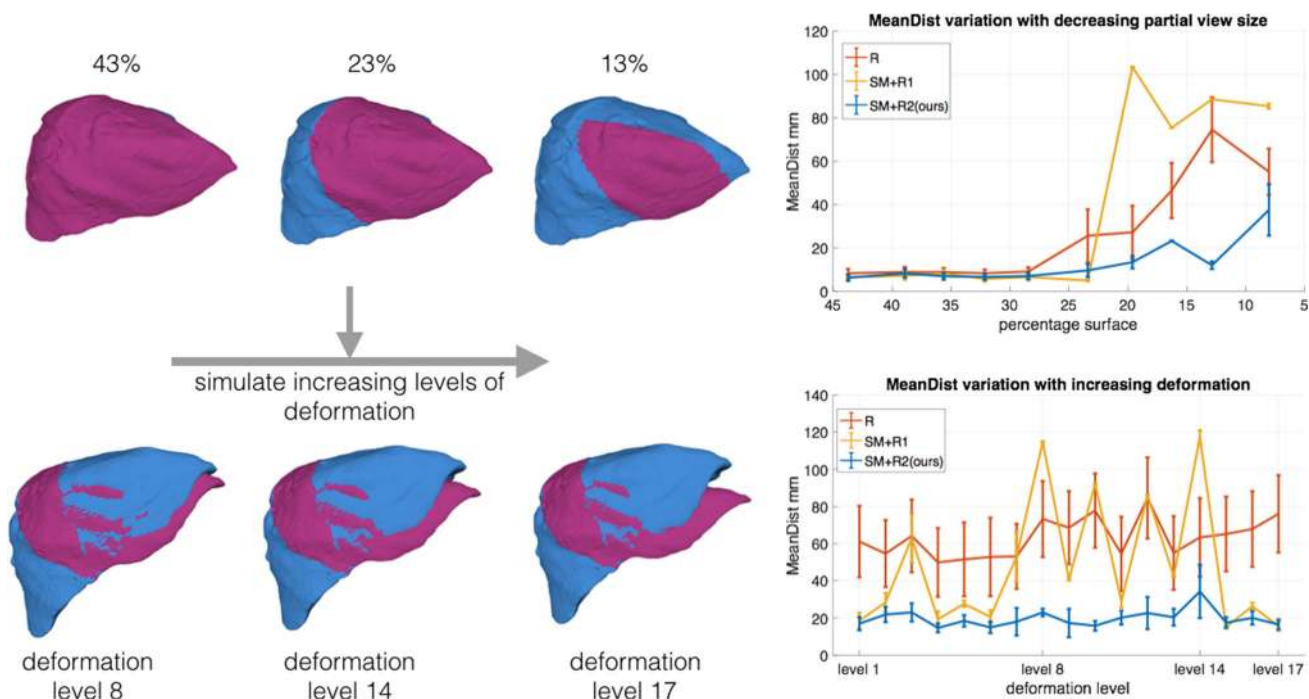 43%
23%
13%
simulate increasing levels of
deformation
deformation
level 8
deformation
level 14
deformation
level 17
MeanDist variation with decreasing partial view size
MeanDist mm
120
100
80
60
40
20
0
R
SM+R1
SM+R2(ours)
45 40 35 30 25 20 15 10 5
percentage surface
MeanDist variation with increasing deformation
MeanDist mm
140
120
100
80
60
40
20
0
R
SM+R1
SM+R2(ours)
level 1 level 8 level 14 level 17
deformation level